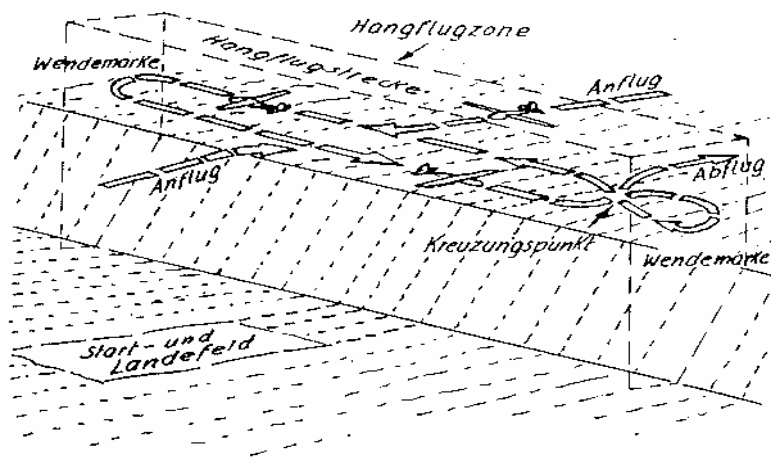 Hangflugzone
Wendemarke
Hangflugstrecke
Anflug
Anflug
Abflug
Kreuzungspunkt
Wendemarke
Start- und
Landefeld